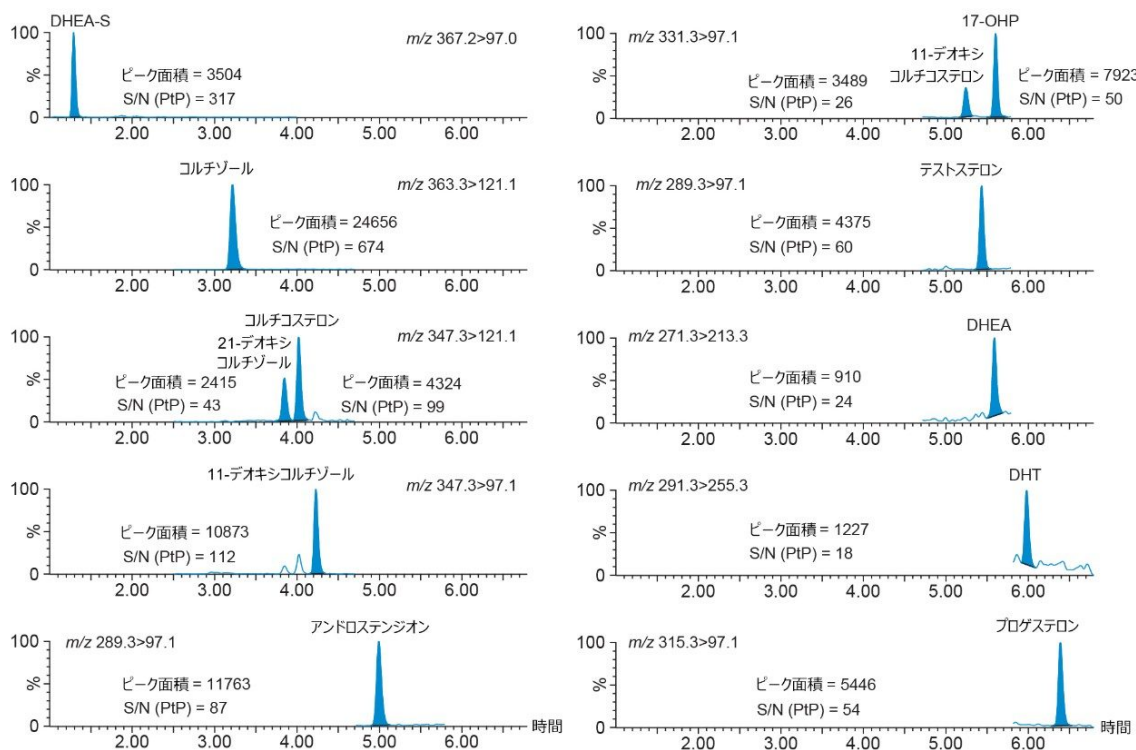 DHEA-S
100
m/z 367.2>97.0
%
ピーク面積 = 3504
S/N (PtP) = 317
0
2.00 3.00 4.00 5.00 6.00
コルチゾール
100
m/z 363.3>121.1
%
ピーク面積 = 24656
S/N (PtP) = 674
0
2.00 3.00 4.00 5.00 6.00
コルチコステロン
100
21-デオキシ
コルチゾール
m/z 347.3>121.1
%
ピーク面積 = 2415
S/N (PtP) = 43
ピーク面積 = 4324
S/N (PtP) = 99
0
2.00 3.00 4.00 5.00 6.00
11-デオキシコルチゾール
100
m/z 347.3>97.1
%
ピーク面積 = 10873
S/N (PtP) = 112
0
2.00 3.00 4.00 5.00 6.00
アンドロステンジオン
100
m/z 289.3>97.1
%
ピーク面積 = 11763
S/N (PtP) = 87
0
時間
2.00 3.00 4.00 5.00 6.00
17-OHP
100
m/z 331.3>97.1
11-デオキシ
コルチコステロン
%
ピーク面積 = 3489
S/N (PtP) = 26
ピーク面積 = 7923
S/N (PtP) = 50
0
2.00 3.00 4.00 5.00 6.00
テストステロン
100
m/z 289.3>97.1
%
ピーク面積 = 4375
S/N (PtP) = 60
0
2.00 3.00 4.00 5.00 6.00
DHEA
100
m/z 271.3>213.3
%
ピーク面積 = 910
S/N (PtP) = 24
0
2.00 3.00 4.00 5.00 6.00
DHT
100
m/z 291.3>255.3
%
ピーク面積 = 1227
S/N (PtP) = 18
0
2.00 3.00 4.00 5.00 6.00
プロゲステロン
100
m/z 315.3>97.1
%
ピーク面積 = 5446
S/N (PtP) = 54
0
時間
2.00 3.00 4.00 5.00 6.00